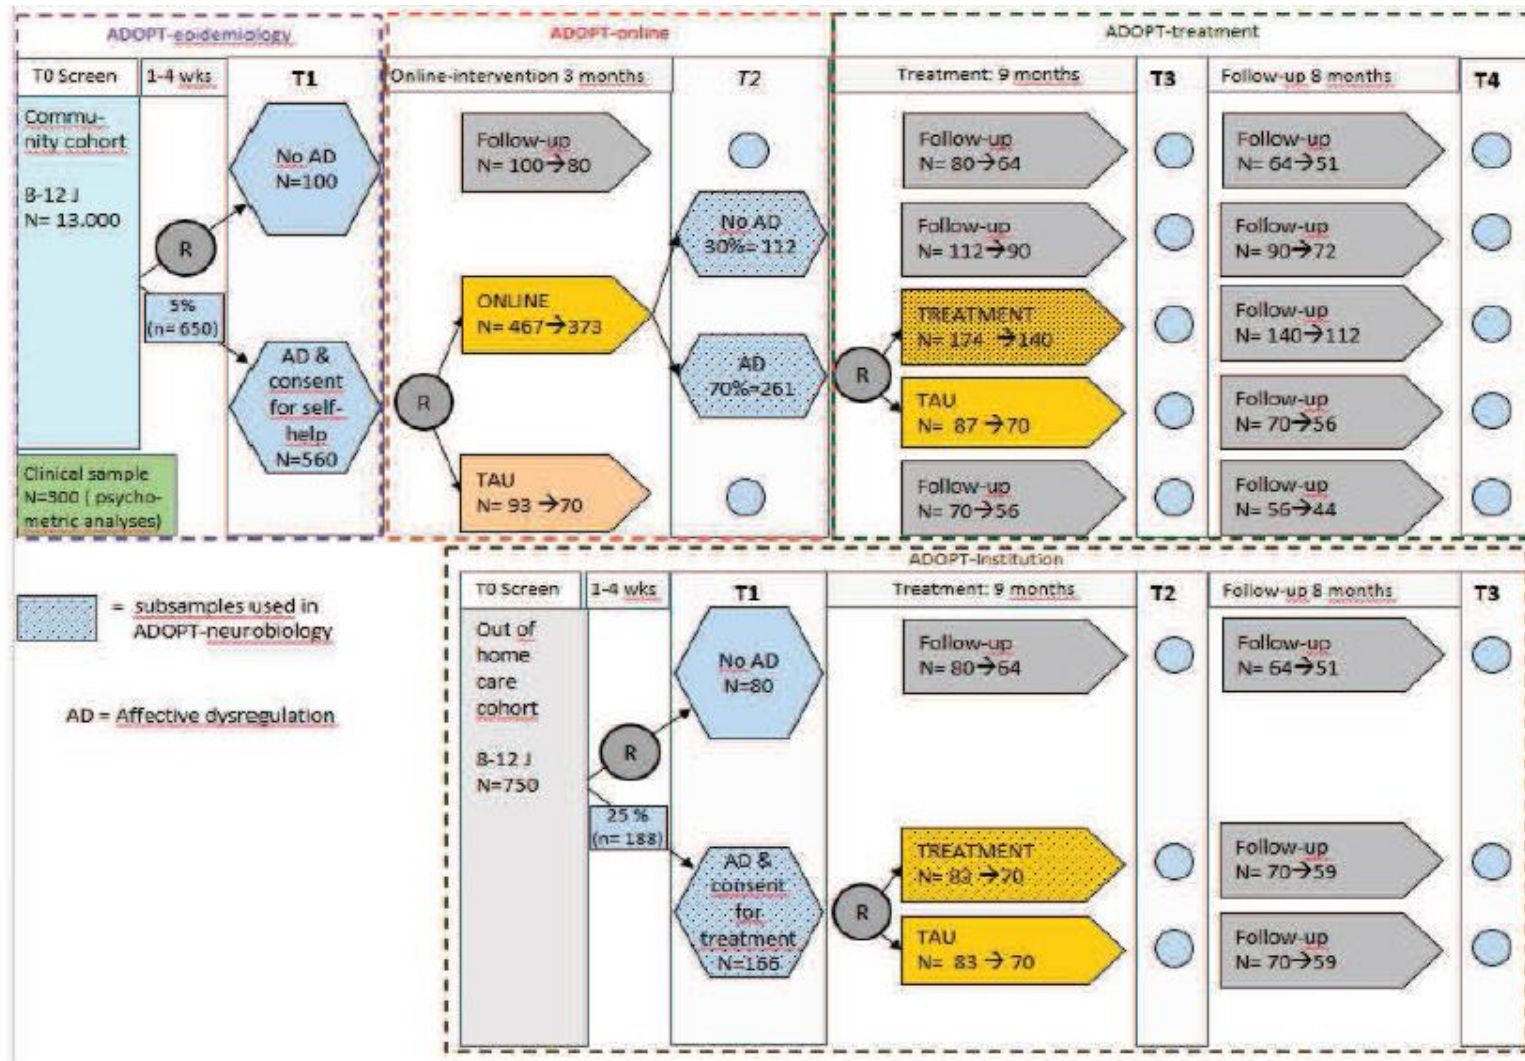 ADOPT-epidemiology
ADOPT-online
ADOPT-treatment
T0 Screen
1-4 wks
T1
Online-intervention 3 months
T2
Treatment: 9 months
T3
Follow-up 8 months
T4
Commu-
nity cohort
8-12 J
N= 13.000
R
5%
(n= 650)
No AD
N=100
AD &
consent
for self-
help
N=560
Clinical sample
N=300 ( psycho-
metric analyses)
R
Follow-up
N= 100→80
ONLINE
N= 467→373
TAU
N= 93 →70
No AD
30%= 112
AD
70%=261
R
Follow-up
N= 80→64
Follow-up
N= 112→90
TREATMENT
N= 174 →140
TAU
N= 87 →70
Follow-up
N= 70→56
Follow-up
N= 64→51
Follow-up
N= 90→72
Follow-up
N= 140→112
Follow-up
N= 70→56
Follow-up
N= 56→44
= subsamples used in
ADOPT-neurobiology
AD = Affective dysregulation
ADOPT-Institution
T0 Screen
1-4 wks
T1
Treatment: 9 months
T2
Follow-up 8 months
T3
Out of
home
care
cohort
8-12 J
N=750
R
25 %
(n= 188)
No AD
N=80
AD &
consent
for
treatment
N=166
R
Follow-up
N= 80→64
TREATMENT
N= 83 →70
TAU
N= 83 → 70
Follow-up
N= 64→51
Follow-up
N= 70→59
Follow-up
N= 70→59